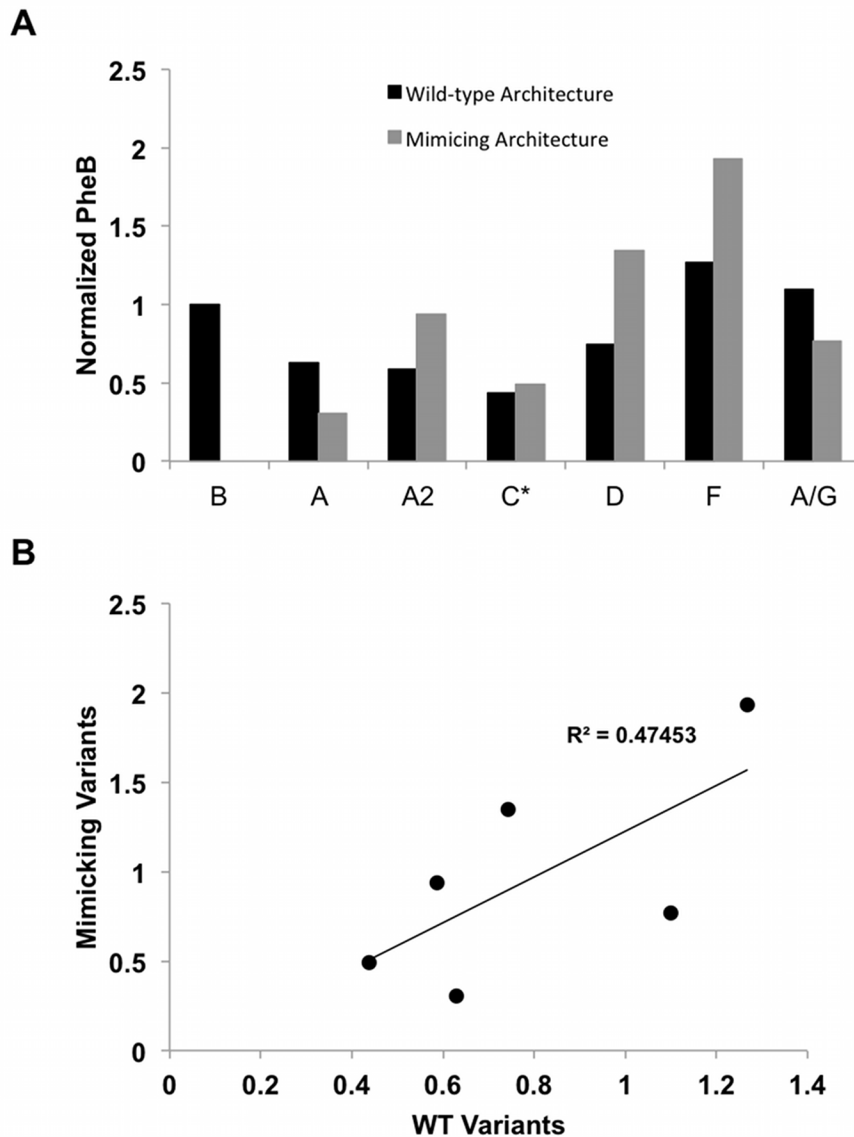 A
2.5
Wild-type Architecture
Mimicing Architecture
2
1.5
1
0.5
0
Normalized PheB
B A A2 C* D F A/G
B
2.5
2
1.5
1
0.5
0
Mimicking Variants
R² = 0.47453
0 0.2 0.4 0.6 0.8 1 1.2 1.4
WT Variants